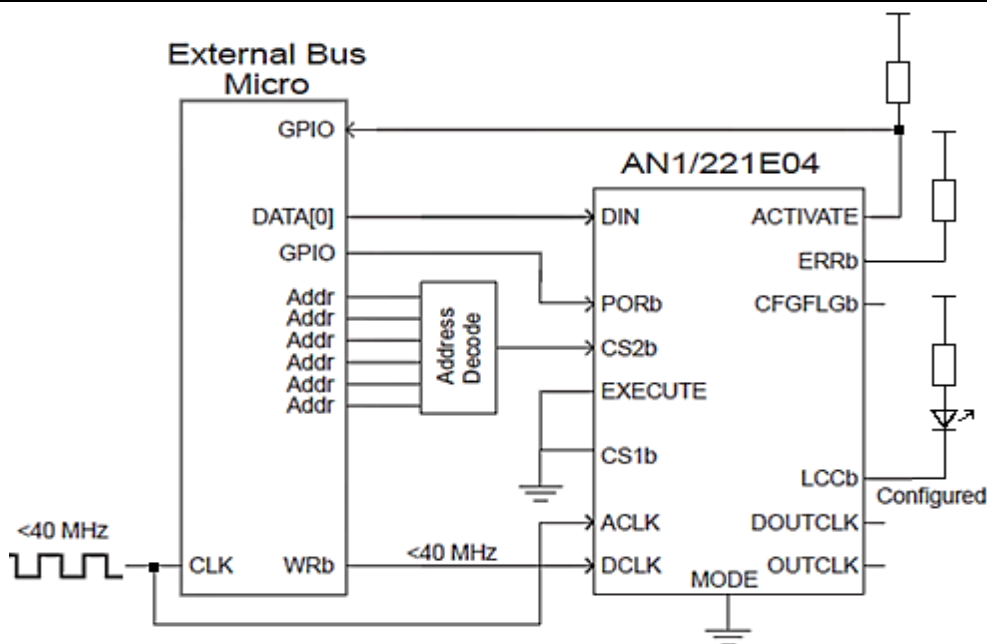 External Bus
Micro
GPIO
DATA[0]
GPIO
Addr
Addr
Addr
Addr
Addr
Addr
Address
Decode
<40 MHz
CLK
WRb
<40 MHz
AN1/221E04
DIN
PORb
CS2b
EXECUTE
CS1b
ACLK
DCLK
MODE
ACTIVATE
ERRb
CFGFLGb
LCCb
Configured
DOUTCLK
OUTCLK